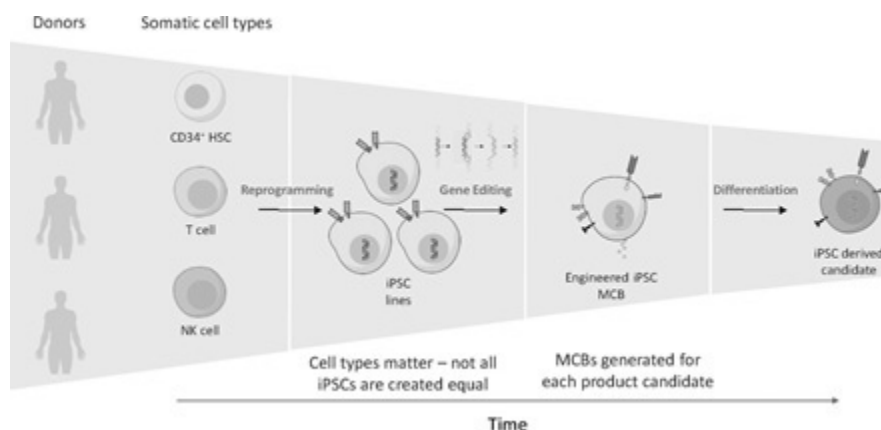 Donors
Somatic cell types
CD34⁺ HSC
T cell
NK cell
Reprogramming
iPSC
lines
Gene Editing
Engineered iPSC
MCB
Differentiation
iPSC derived
candidate
Cell types matter – not all
iPSCs are created equal
MCBs generated for
each product candidate
Time